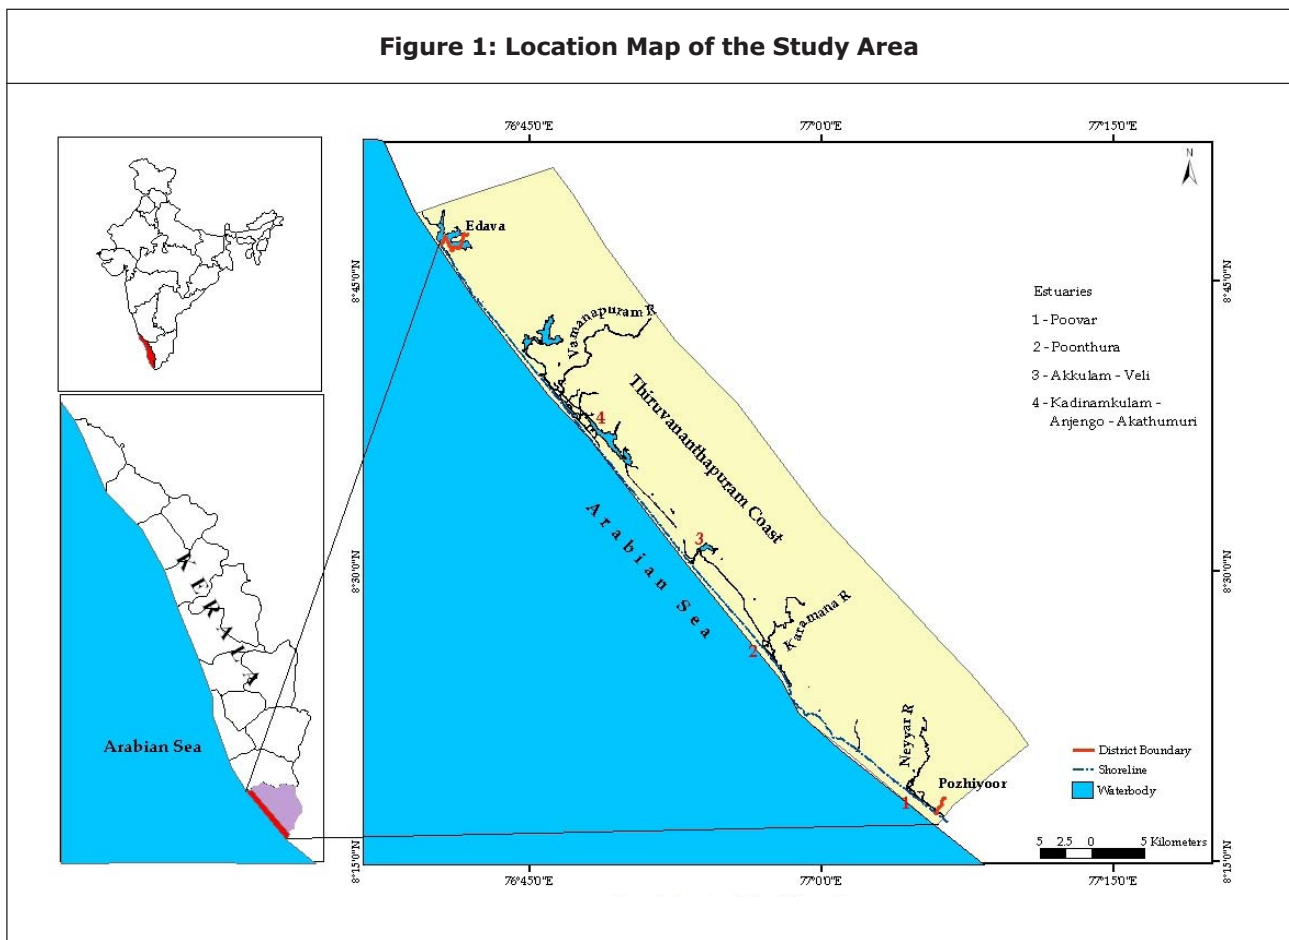 Figure 1: Location Map of the Study Area
76°45'0"E
77°0'0"E
77°15'0"E
N
Edava
8°45'0"N
8°45'0"N
Estuaries
1 - Poovar
2 - Poonthura
3 - Akkulam - Veli
4 - Kadinamkulam -
Anjengo - Akathumuri
Vamanapuram R
Thiruvananthapuram Coast
4
3
Arabian Sea
8°30'0"N
8°30'0"N
KERALA
Karamana R
2
Neyyar R
Arabian Sea
District Boundary
Shoreline
Waterbody
Pozhiyoor
1
5 2.5 0 5 Kilometers
8°15'0"N
8°15'0"N
76°45'0"E
77°0'0"E
77°15'0"E